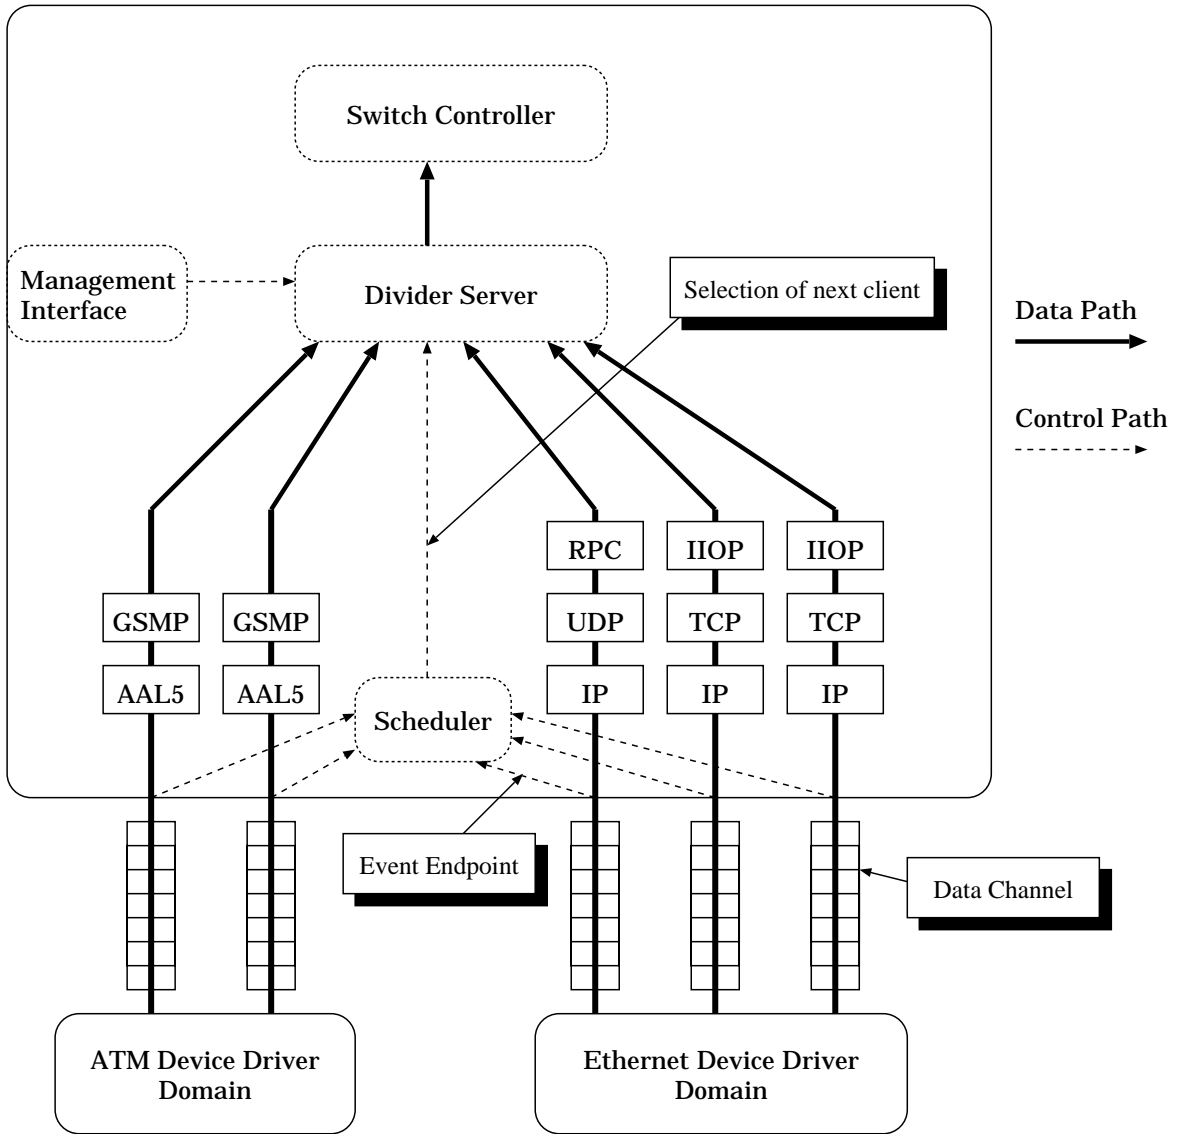 Switch Controller
Management
Interface
Divider Server
Selection of next client
Data Path
Control Path
RPC
IIOP
IIOP
GSMP
GSMP
UDP
TCP
TCP
AAL5
AAL5
IP
IP
IP
Scheduler
Event Endpoint
Data Channel
ATM Device Driver
Domain
Ethernet Device Driver
Domain